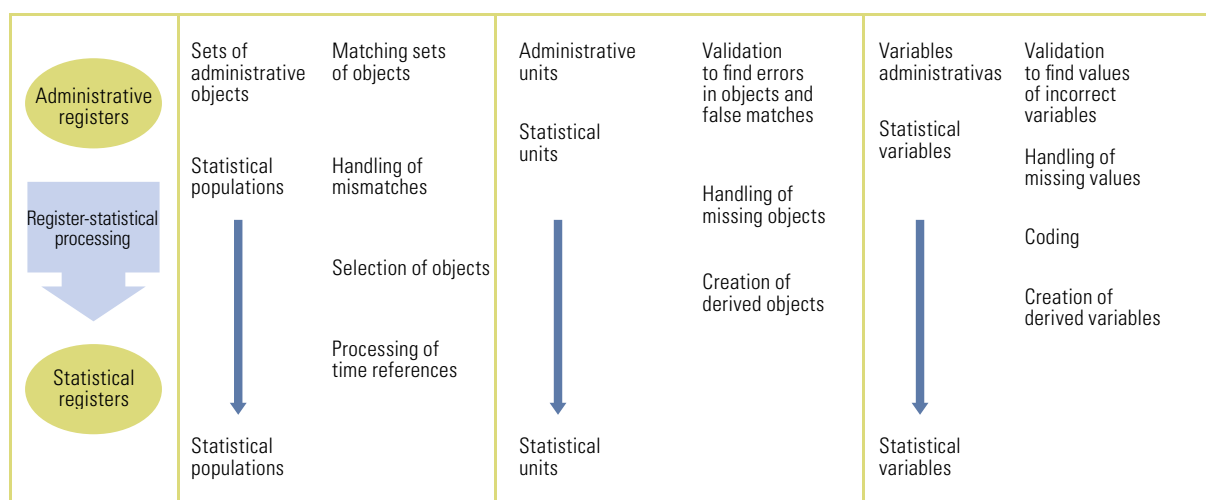 Administrative
registers
Register-statistical
processing
Statistical
registers
Sets of
administrative
objects
Statistical
populations
Statistical
populations
Matching sets
of objects
Handling of
mismatches
Selection of objects
Processing of
time references
Administrative
units
Statistical
units
Statistical
units
Validation
to find errors
in objects and
false matches
Handling of
missing objects
Creation of
derived objects
Variables
administrativas
Statistical
variables
Statistical
variables
Validation
to find values
of incorrect
variables
Handling of
missing values
Coding
Creation of
derived variables